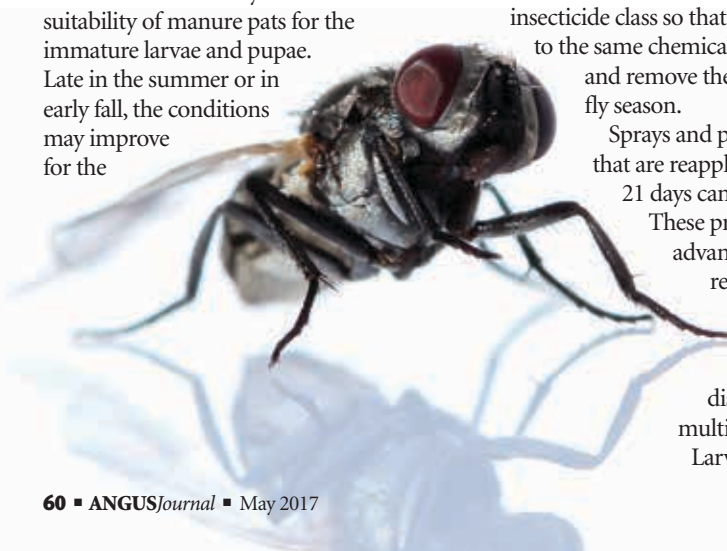 suitability of manure pats for the
immature larvae and pupae.
Late in the summer or in
early fall, the conditions
may improve
for the
insecticide class so that
to the same chemica
and remove the
fly season.
Sprays and p
that are reappl
21 days can
These pr
advan
re
di
multi
Larv
60 ■ ANGUSJournal ■ May 2017